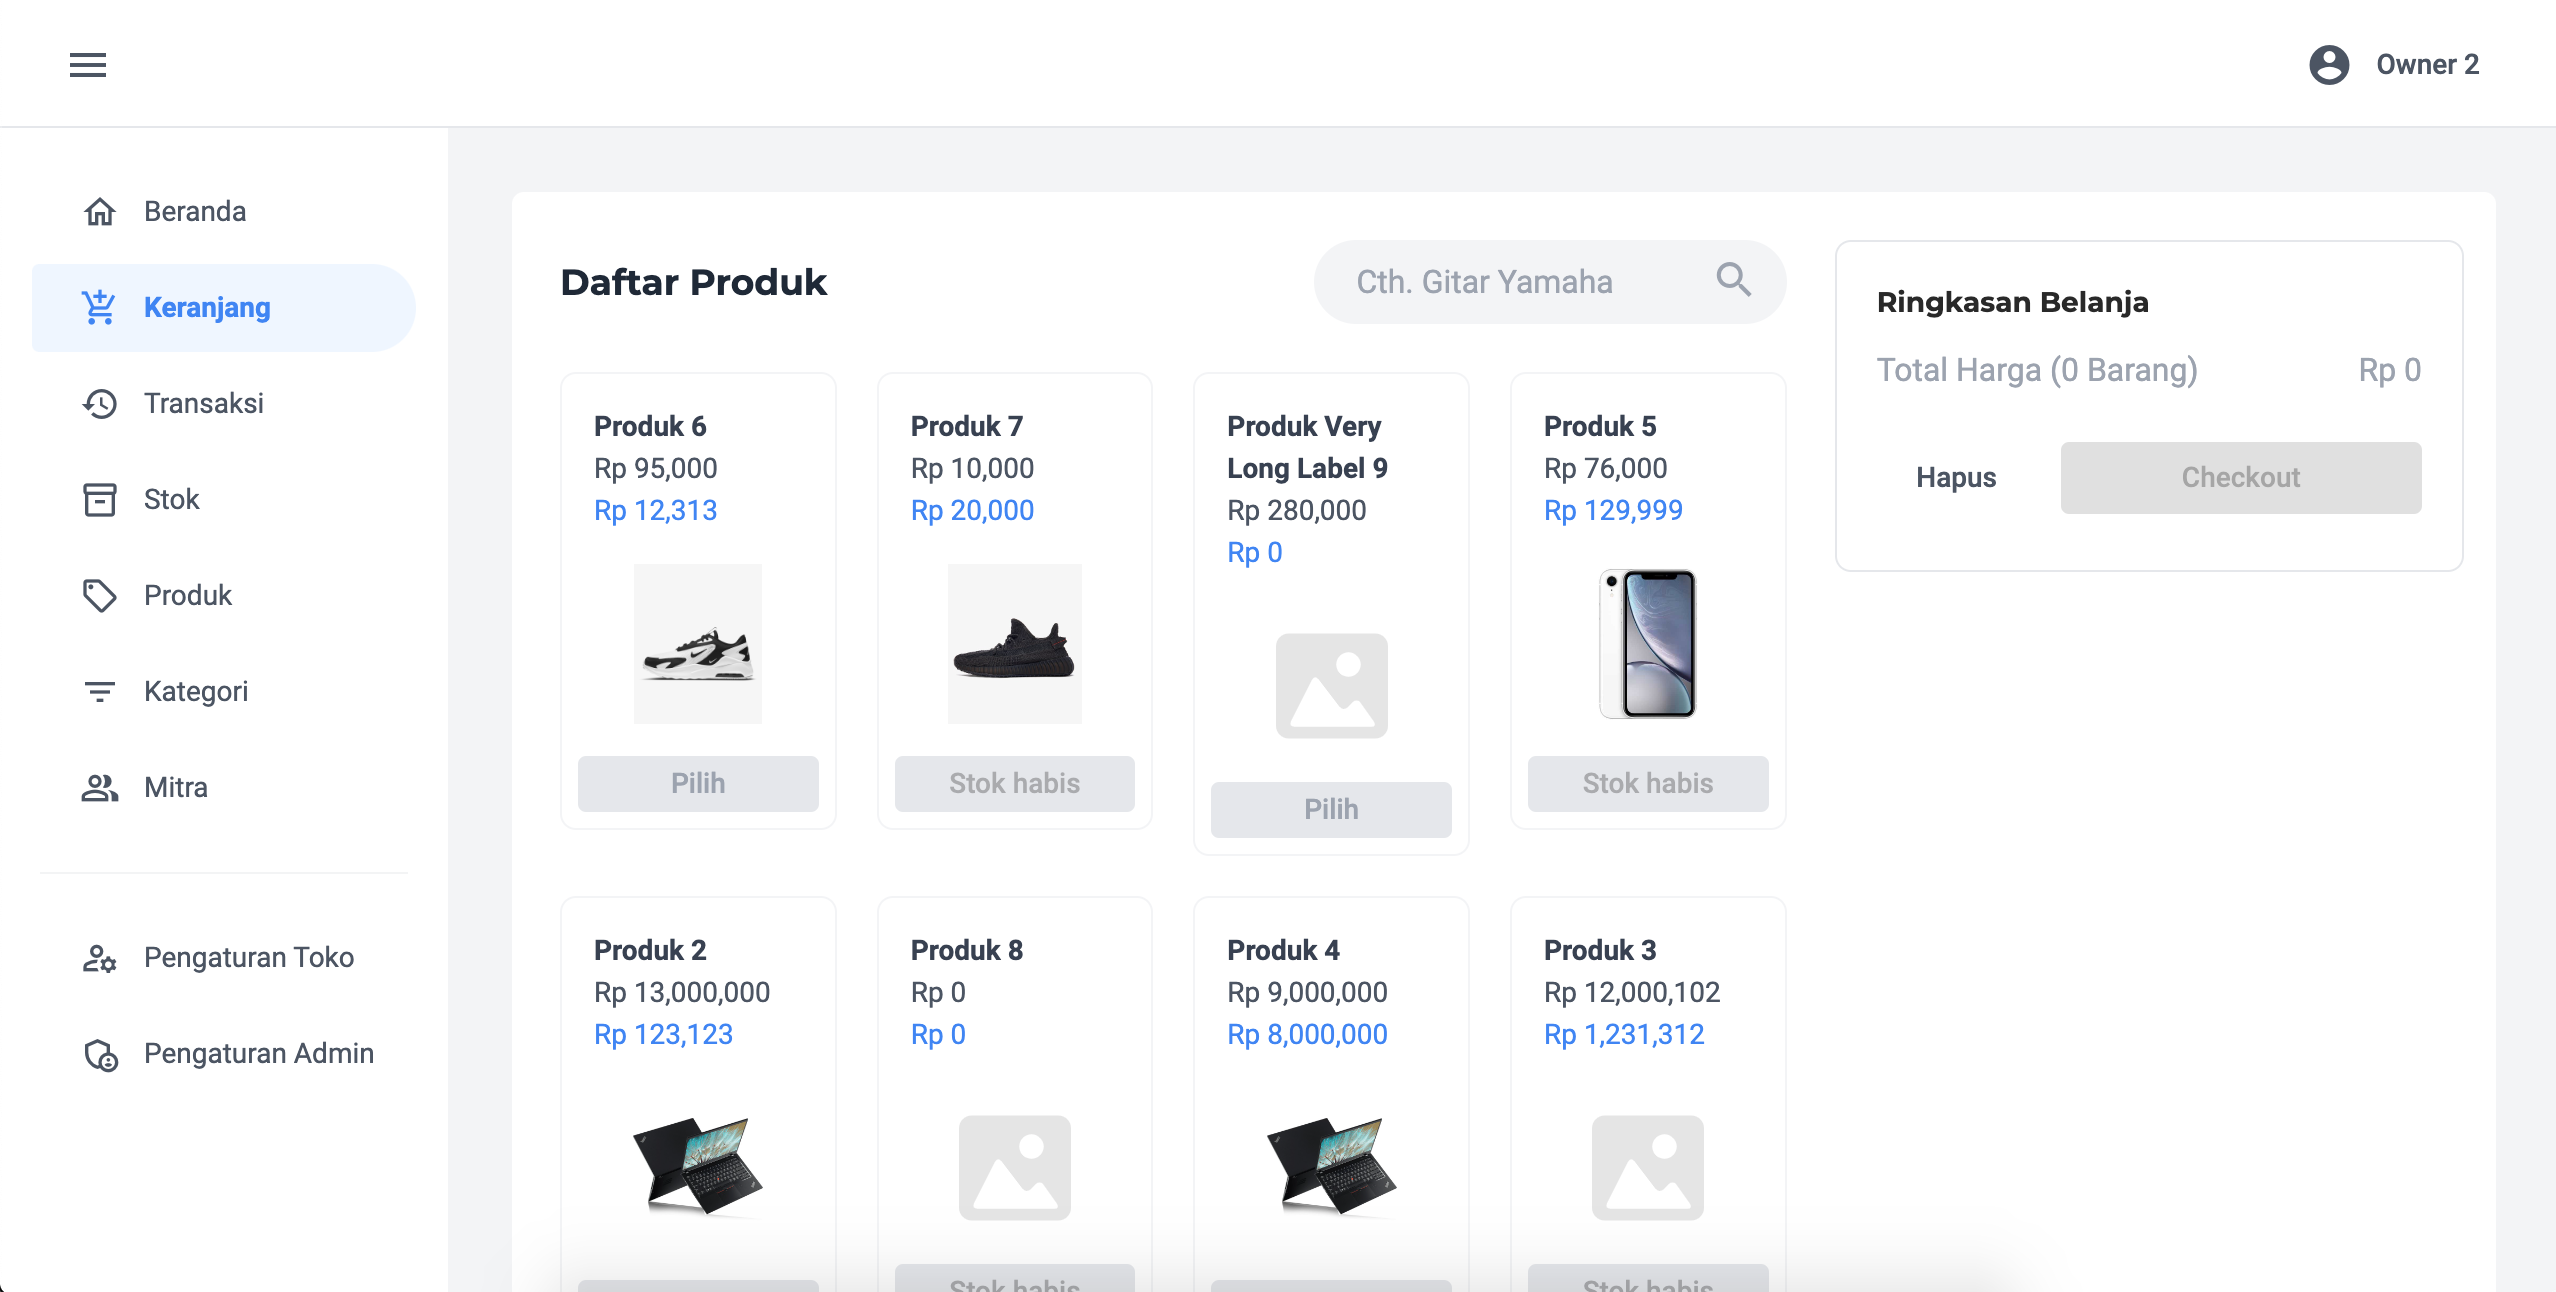 Owner 2
Beranda
Keranjang
Transaksi
Stok
Produk
Kategori
Mitra
Pengaturan Toko
Pengaturan Admin
Daftar Produk
Cth. Gitar Yamaha
Produk 6
Rp 95,000
Rp 12,313
Pilih
Produk 7
Rp 10,000
Rp 20,000
Stok habis
Produk Very
Long Label 9
Rp 280,000
Rp 0
Pilih
Produk 5
Rp 76,000
Rp 129,999
Stok habis
Produk 2
Rp 13,000,000
Rp 123,123
Produk 8
Rp 0
Rp 0
Stok habis
Produk 4
Rp 9,000,000
Rp 8,000,000
Produk 3
Rp 12,000,102
Rp 1,231,312
Stok habis
Ringkasan Belanja
Total Harga (0 Barang) Rp 0
Hapus Checkout